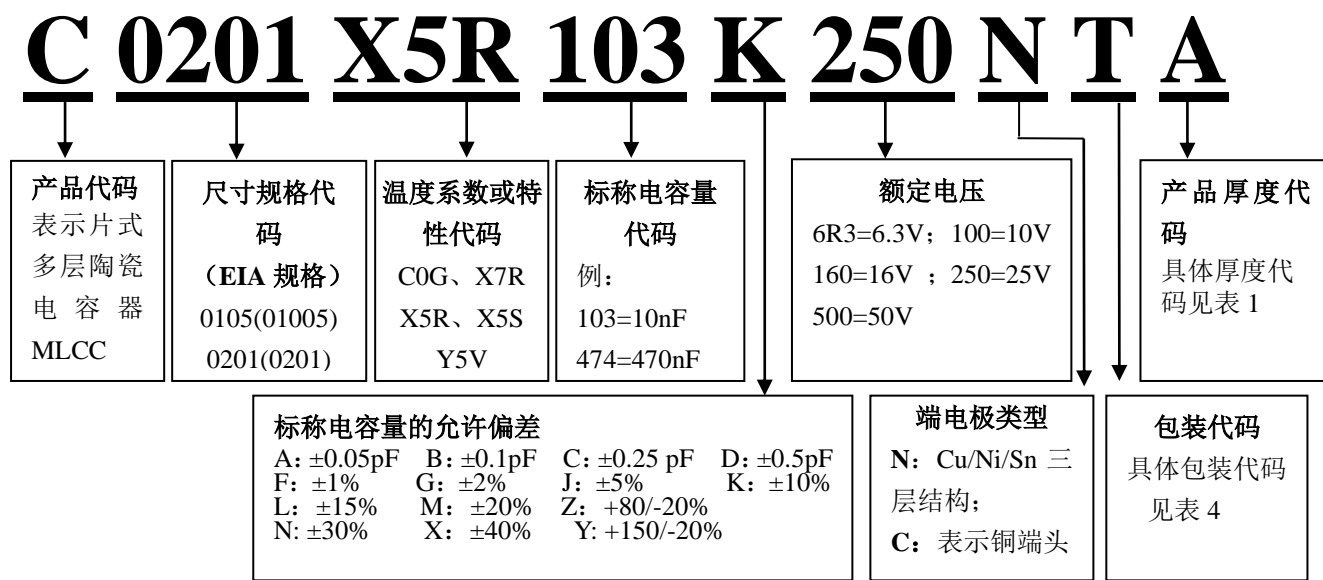 C 0201 X5R 103 K 250 N T A
产品代码
表示片式
多层陶瓷
电容器
MLCC
尺寸规格代
码
（EIA 规格）
0105(01005)
0201(0201)
温度系数或特
性代码
C0G、X7R
X5R、X5S
Y5V
标称电容量
代码
例：
103=10nF
474=470nF
额定电压
6R3=6.3V；100=10V
160=16V ；250=25V
500=50V
产品厚度代
码
具体厚度代
码见表 1
标称电容量的允许偏差
A: ±0.05pF B: ±0.1pF C: ±0.25 pF D: ±0.5pF
F： ±1% G： ±2% J： ±5% K： ±10%
L： ±15% M： ±20% Z： +80/-20%
N: ±30% X： ±40% Y: +150/-20%
端电极类型
N：Cu/Ni/Sn 三
层结构；
C：表示铜端头
包装代码
具体包装代码
见表 4